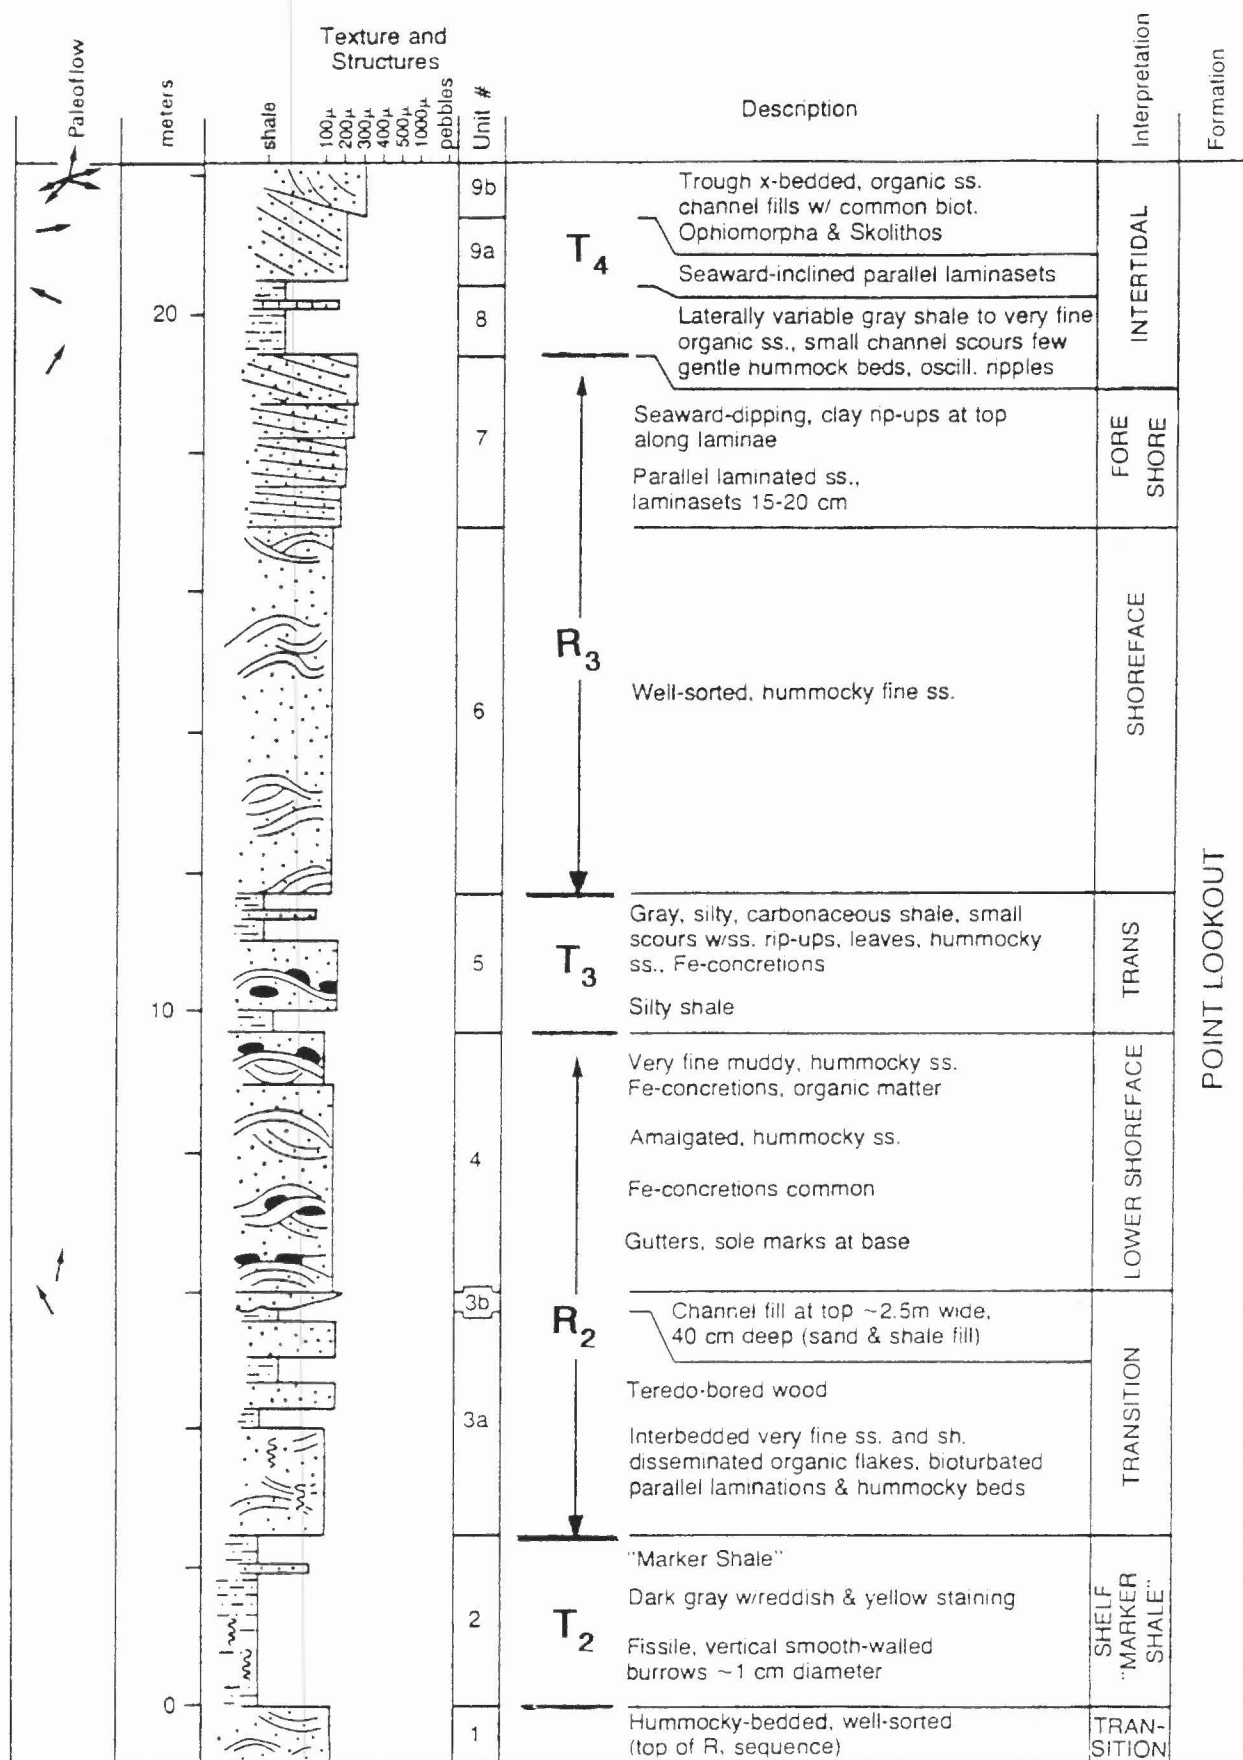 Texture and
Structures
Paleoflow
meters
shale
100μ
200μ
300μ
400μ
500μ
1000μ
pebbles
Unit #
Description
Interpretation
Formation
9b
Trough x-bedded, organic ss.
channel fills w/ common biot.
Ophiomorpha & Skolithos
9a
T4
Seaward-inclined parallel laminasets
INTERTIDAL
20
8
Laterally variable gray shale to very fine
organic ss., small channel scours few
gentle hummock beds, oscill. ripples
7
Seaward-dipping, clay rip-ups at top
along laminae
Parallel laminated ss.,
laminasets 15-20 cm
FORE
SHORE
R3
6
Well-sorted, hummocky fine ss.
SHOREFACE
POINT LOOKOUT
5
T3
Gray, silty, carbonaceous shale, small
scours w/ss. rip-ups, leaves, hummocky
ss., Fe-concretions
Silty shale
TRANS
10
4
Very fine muddy, hummocky ss.
Fe-concretions, organic matter
Amalgated, hummocky ss.
Fe-concretions common
Gutters, sole marks at base
LOWER SHOREFACE
3b
R2
Channel fill at top ~2.5m wide,
40 cm deep (sand & shale fill)
3a
Teredo-bored wood
Interbedded very fine ss. and sh.
disseminated organic flakes, bioturbated
parallel laminations & hummocky beds
TRANSITION
2
T2
"Marker Shale"
Dark gray w/reddish & yellow staining
Fissile, vertical smooth-walled
burrows ~1 cm diameter
SHELF
"MARKER
SHALE"
0
1
Hummocky-bedded, well-sorted
(top of R, sequence)
TRAN-
SITION